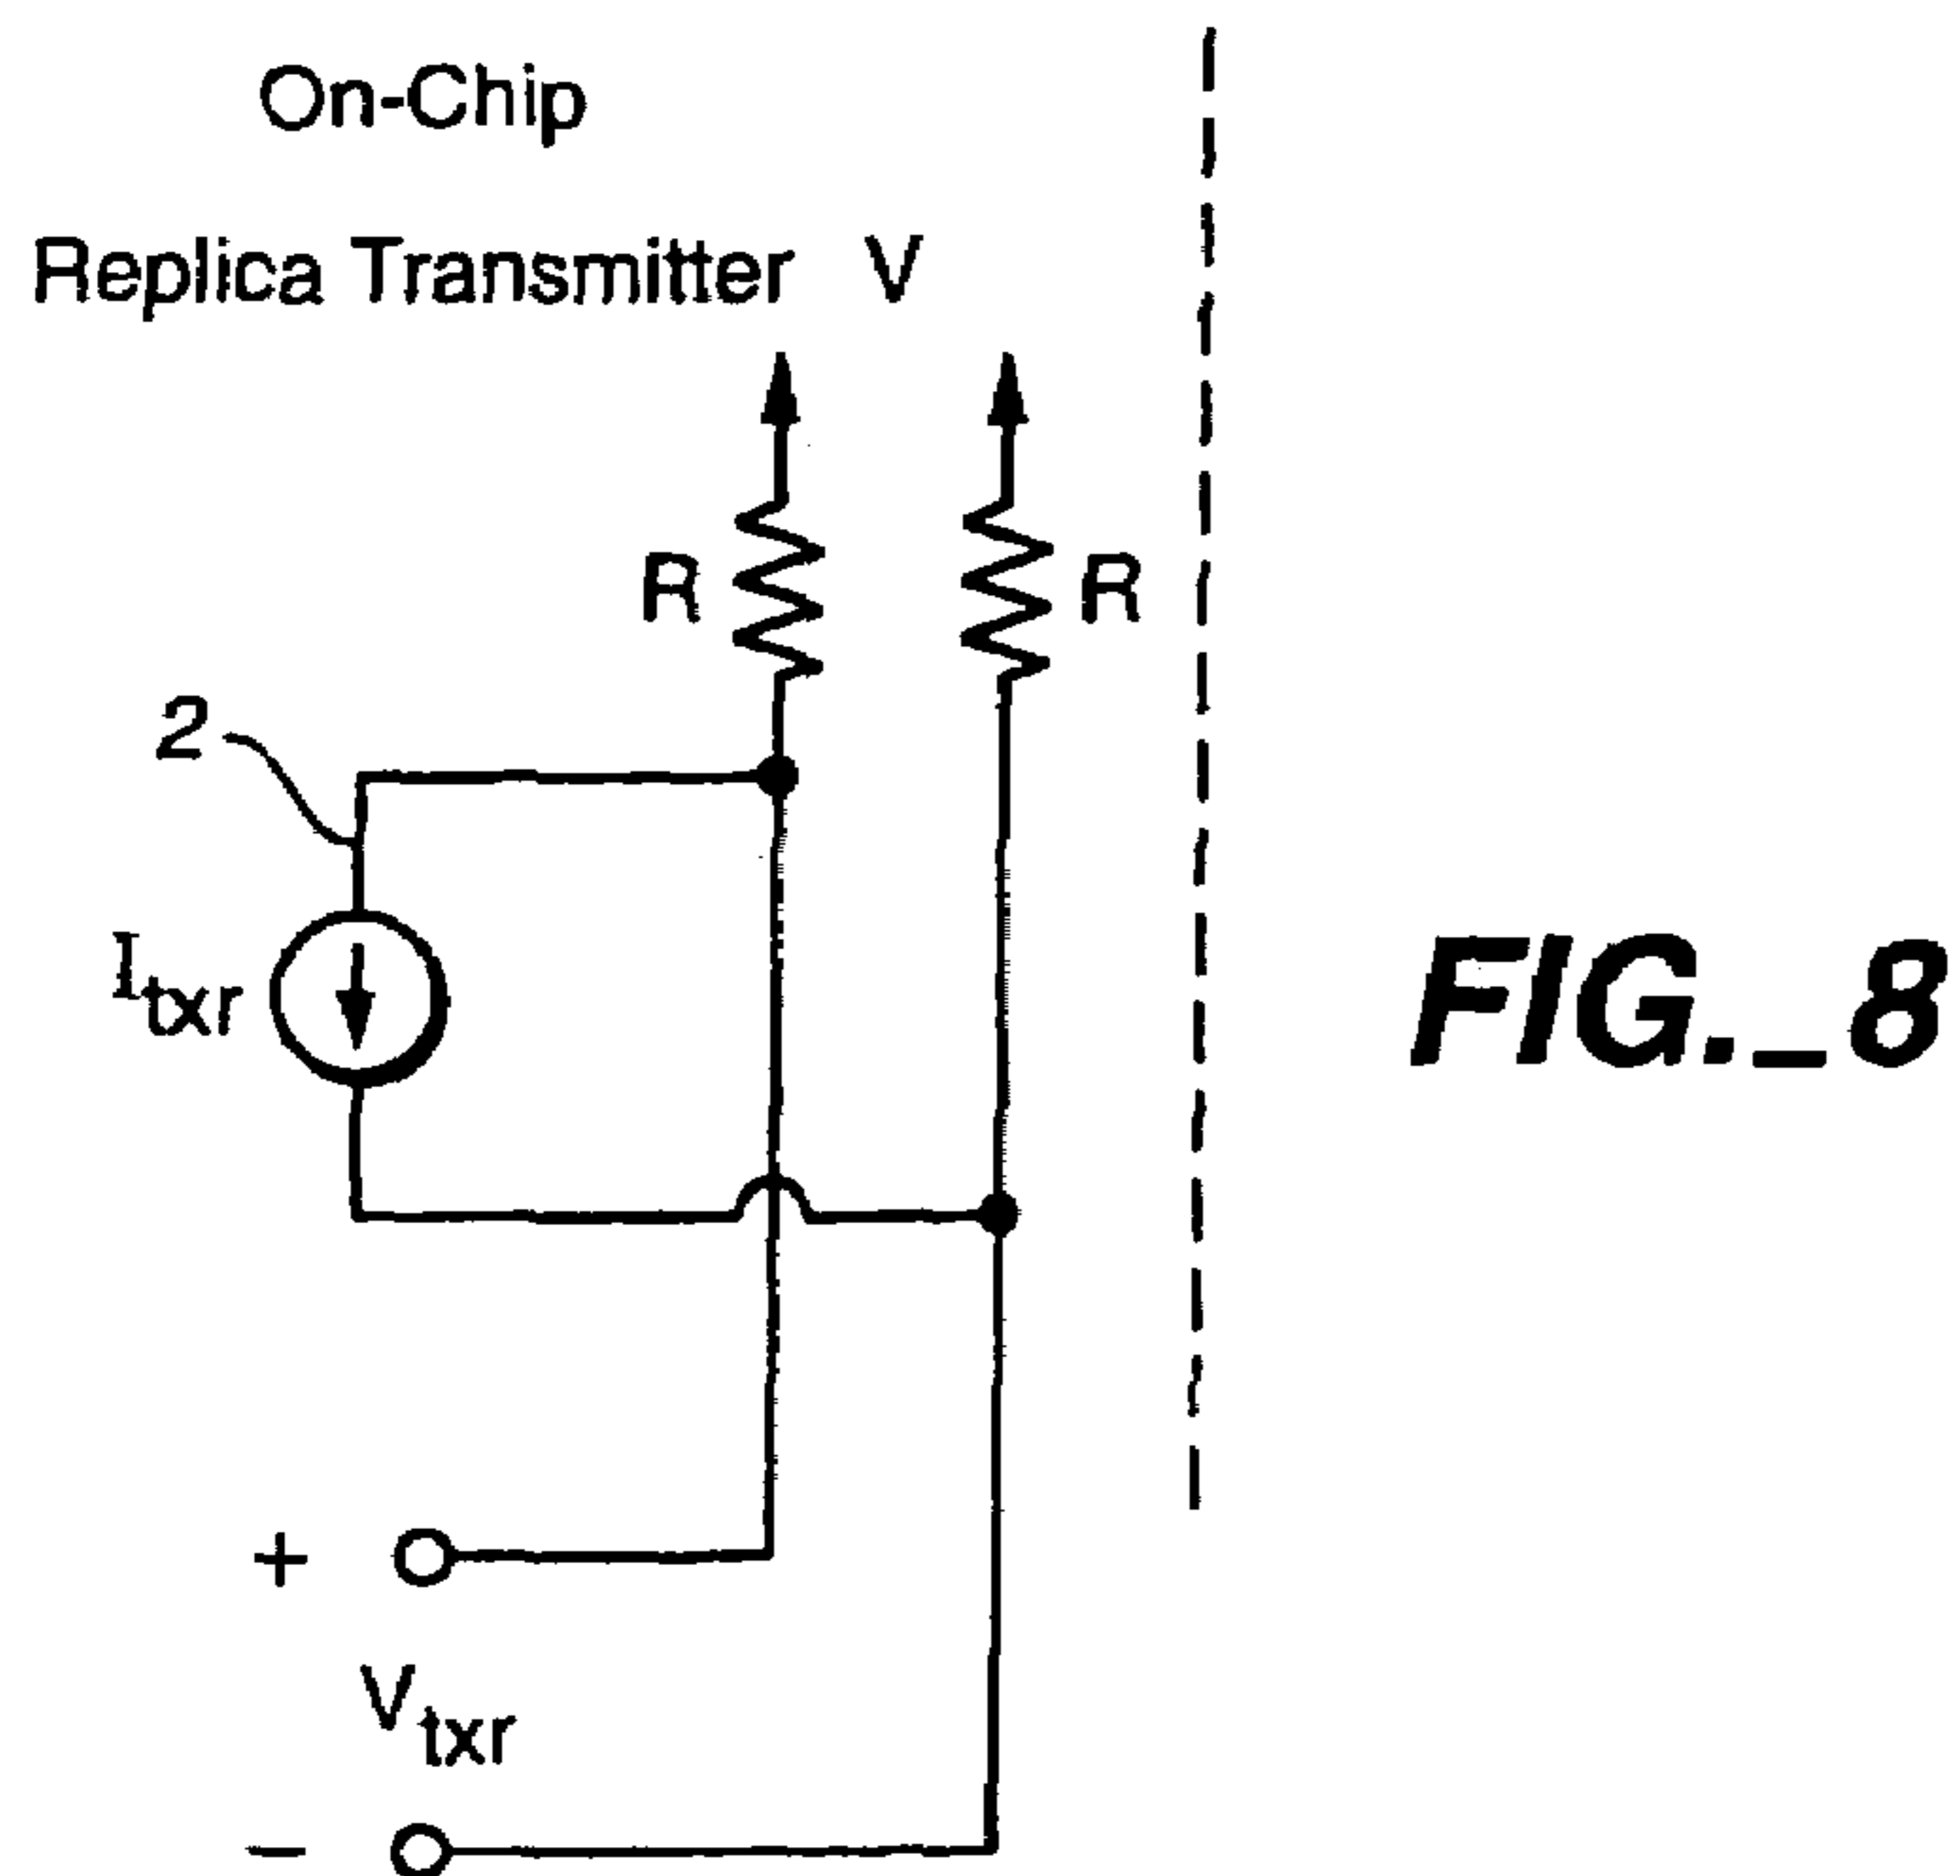 On-Chip
Replica Transmitter V
R R
2
Itxr
FIG._8
+
Vtxr
−